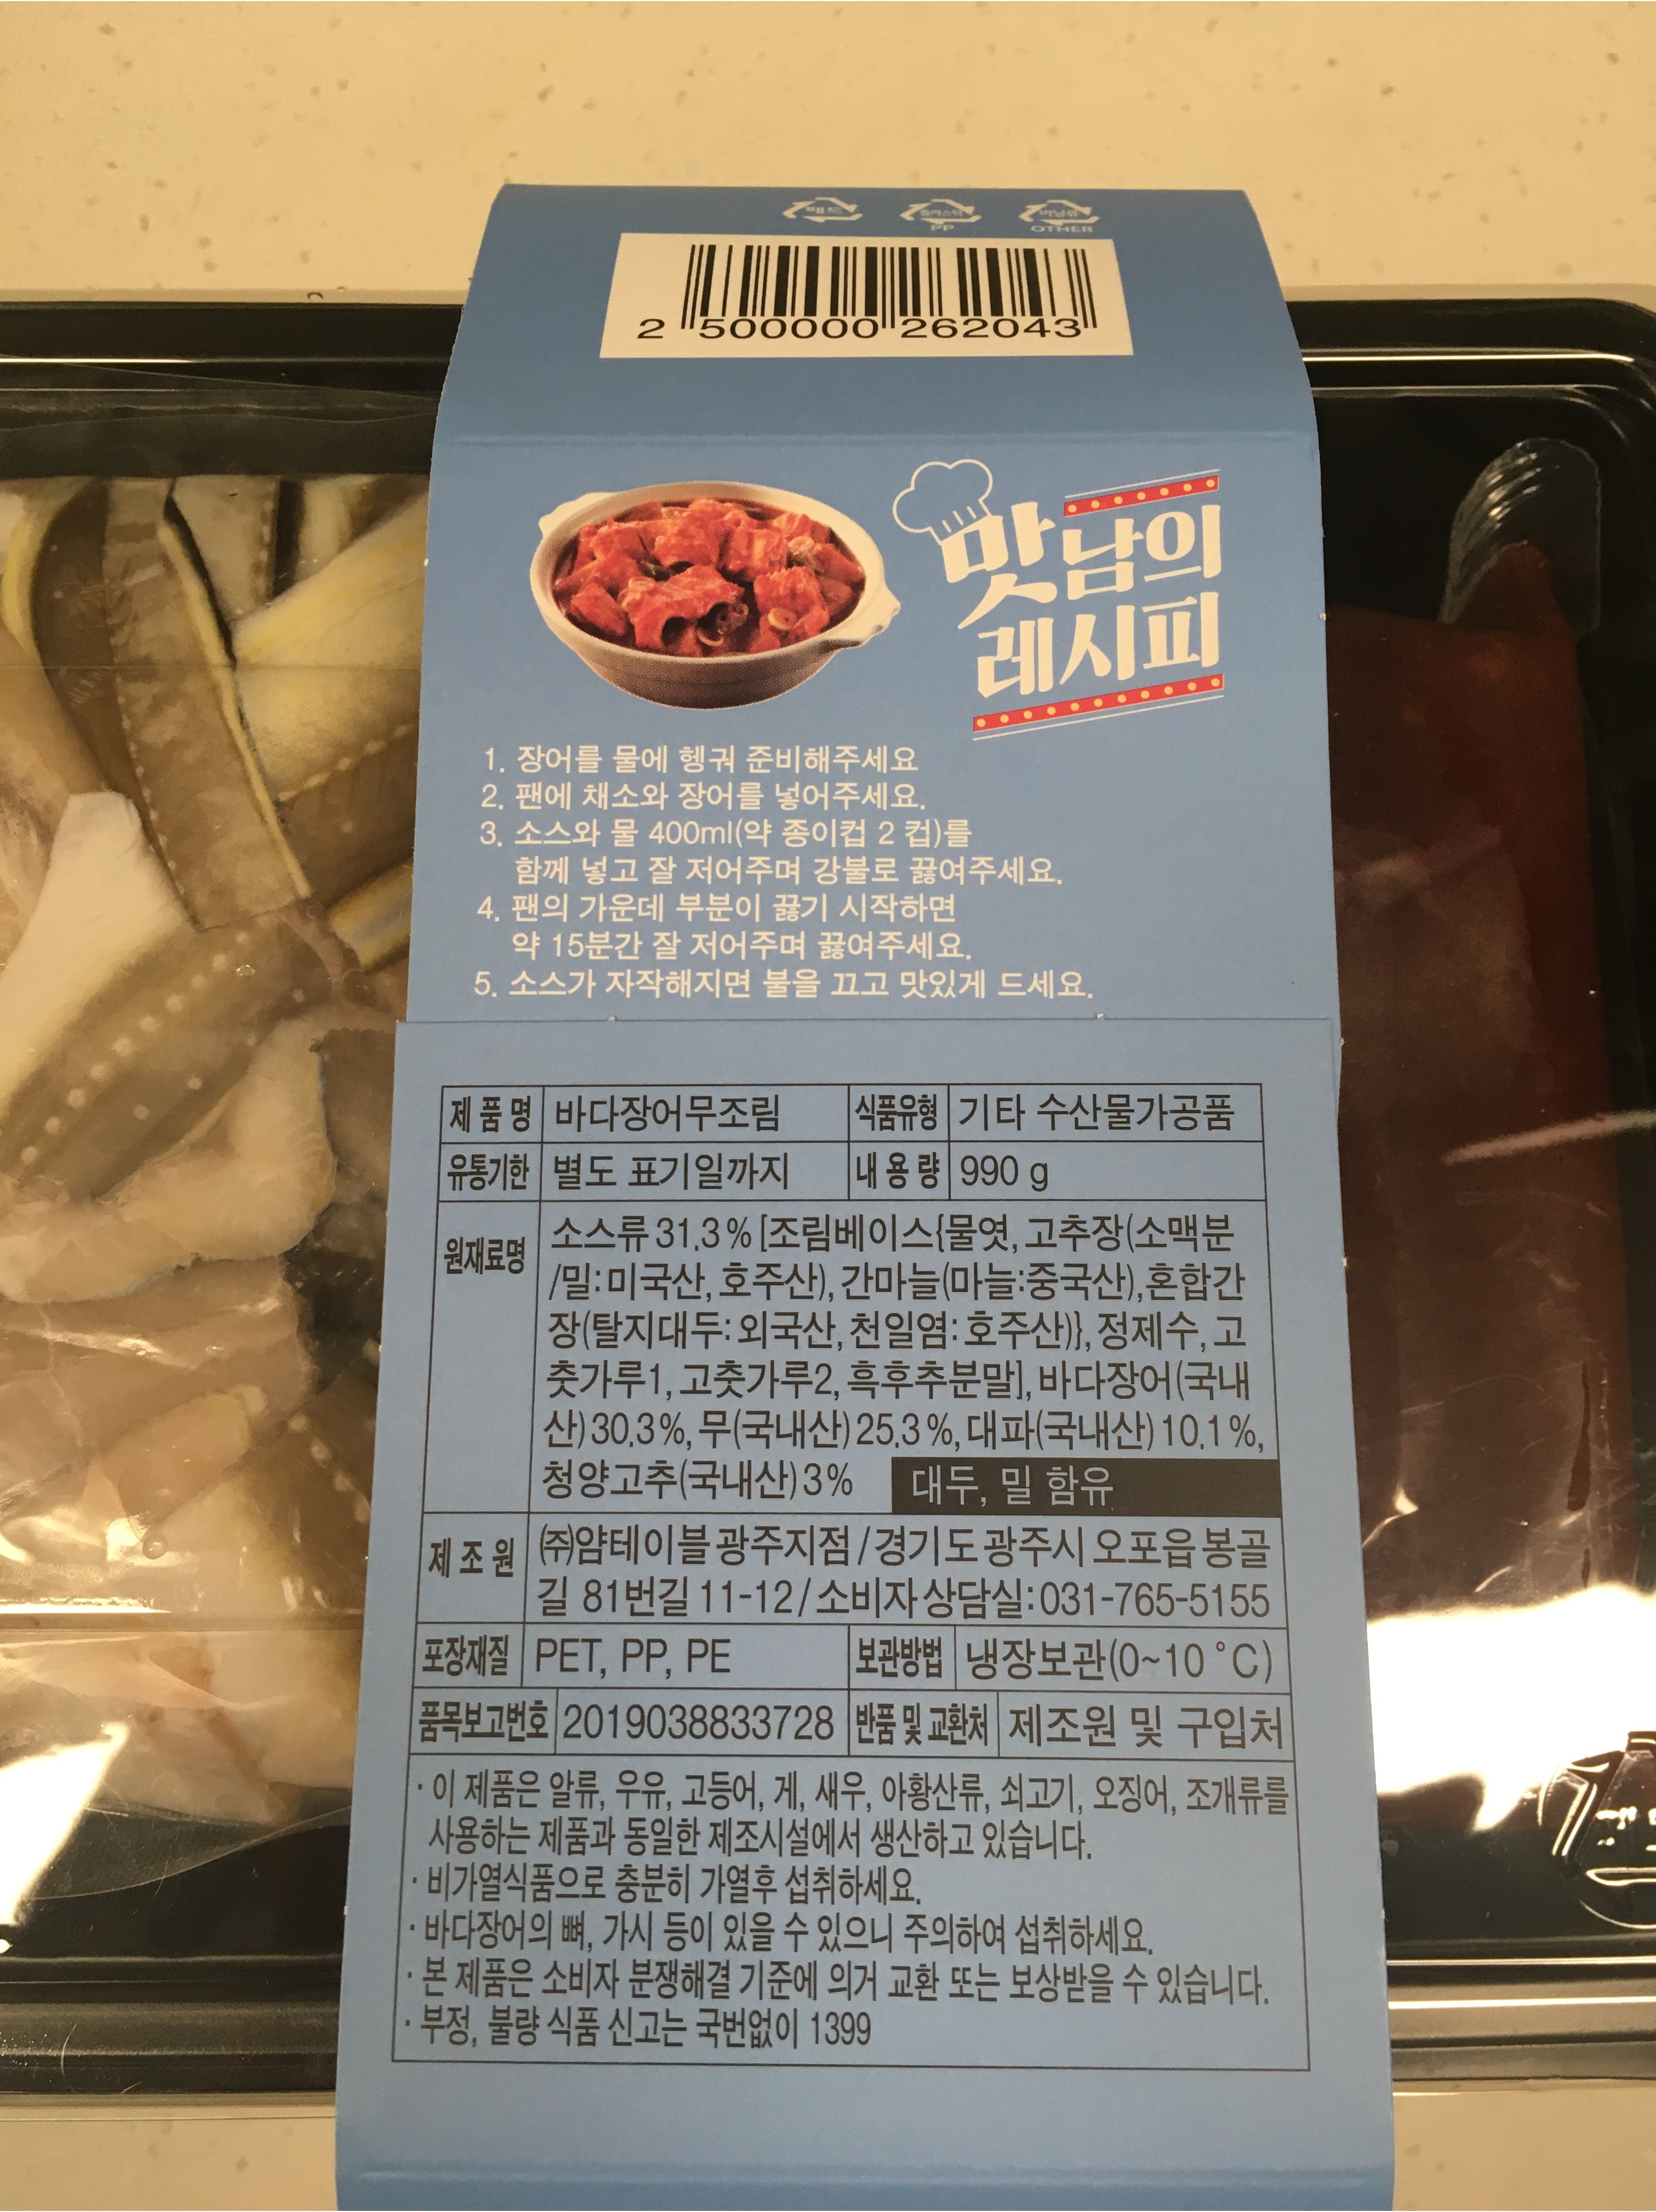 페트
플라스틱
비닐류
PP
OTHER
2 500000 262043
맛남의
레시피
1. 장어를 물에 헹궈 준비해주세요
2. 팬에 채소와 장어를 넣어주세요.
3. 소스와 물 400ml(약 종이컵 2 컵)를
함께 넣고 잘 저어주며 강불로 끓여주세요.
4. 팬의 가운데 부분이 끓기 시작하면
약 15분간 잘 저어주며 끓여주세요.
5. 소스가 자작해지면 불을 끄고 맛있게 드세요.
제 품 명 바다장어무조림 식품유형 기타 수산물가공품
유통기한 별도 표기일까지 내 용 량 990 g
원재료명 소스류 31.3% [조림베이스{물엿, 고추장(소맥분
/밀:미국산, 호주산), 간마늘(마늘:중국산),혼합간
장(탈지대두: 외국산, 천일염: 호주산)}, 정제수, 고
춧가루1, 고춧가루2, 흑후추분말], 바다장어(국내
산) 30.3%, 무(국내산) 25.3%, 대파(국내산) 10.1%,
청양고추(국내산) 3% 대두, 밀 함유
제 조 원 ㈜얌테이블 광주지점 / 경기도 광주시 오포읍 봉골
길 81번길 11-12 / 소비자 상담실: 031-765-5155
포장재질 PET, PP, PE 보관방법 냉장보관(0~10 °C)
품목보고번호 2019038833728 반품 및 교환처 제조원 및 구입처
· 이 제품은 알류, 우유, 고등어, 게, 새우, 아황산류, 쇠고기, 오징어, 조개류를
사용하는 제품과 동일한 제조시설에서 생산하고 있습니다.
· 비가열식품으로 충분히 가열후 섭취하세요.
· 바다장어의 뼈, 가시 등이 있을 수 있으니 주의하여 섭취하세요.
· 본 제품은 소비자 분쟁해결 기준에 의거 교환 또는 보상받을 수 있습니다.
· 부정, 불량 식품 신고는 국번없이 1399